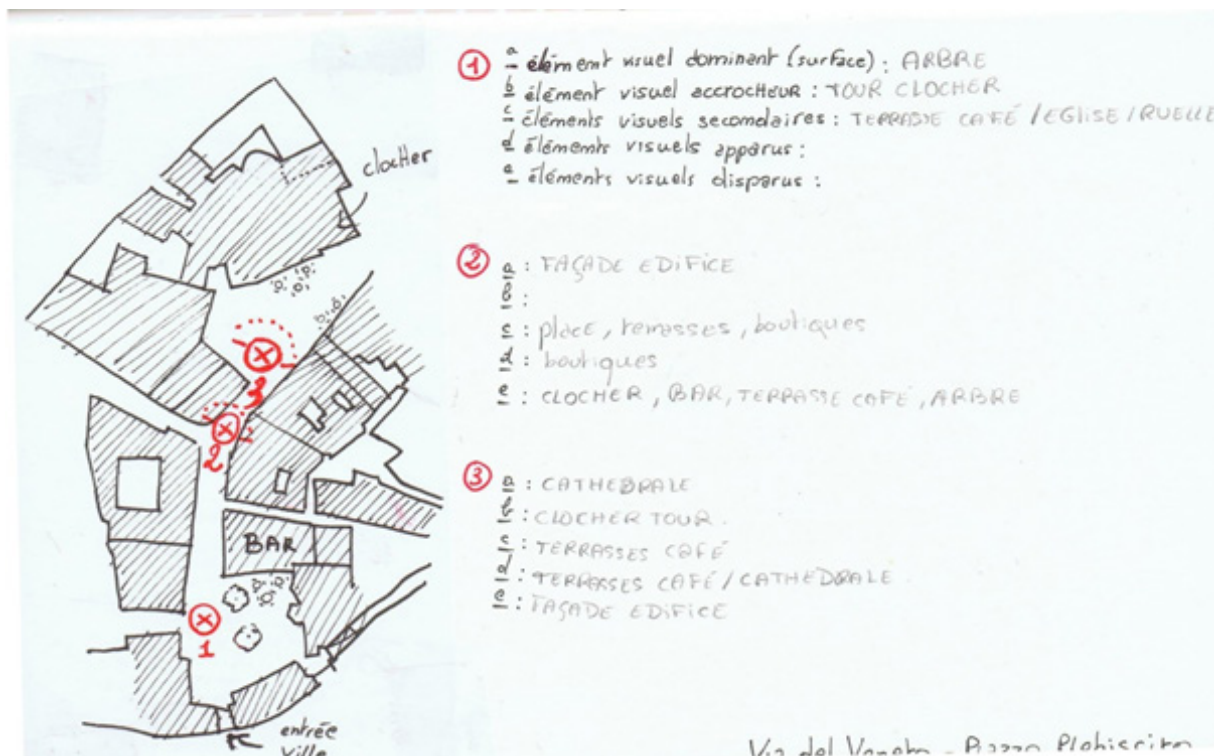 clocher
BAR
1
2
3
entrée
ville
① a élément visuel dominant (surface) : ARBRE
b élément visuel accrocheur : TOUR CLOCHER
c éléments visuels secondaires : TERRASSE CAFÉ / EGLISE / RUELLE
d éléments visuels apparus :
e éléments visuels disparus :
② a : FAÇADE EDIFICE
b :
c : place, terrasses, boutiques
d : boutiques
e : CLOCHER, BAR, TERRASSE CAFÉ, ARBRE
③ a : CATHEDRALE
b : CLOCHER TOUR
c : TERRASSES CAFÉ
d : TERRASSES CAFÉ / CATHEDRALE
e : FAÇADE EDIFICE
Via del Veneto - Piazza Plebiscito